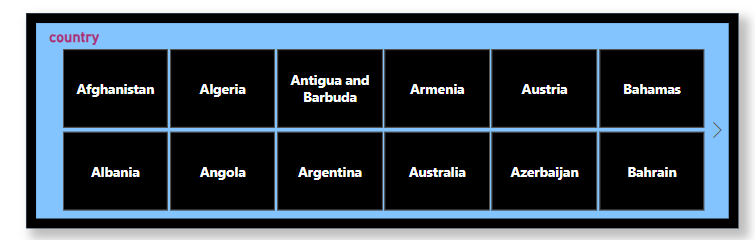 country
Afghanistan
Algeria
Antigua and
Barbuda
Armenia
Austria
Bahamas
Albania
Angola
Argentina
Australia
Azerbaijan
Bahrain